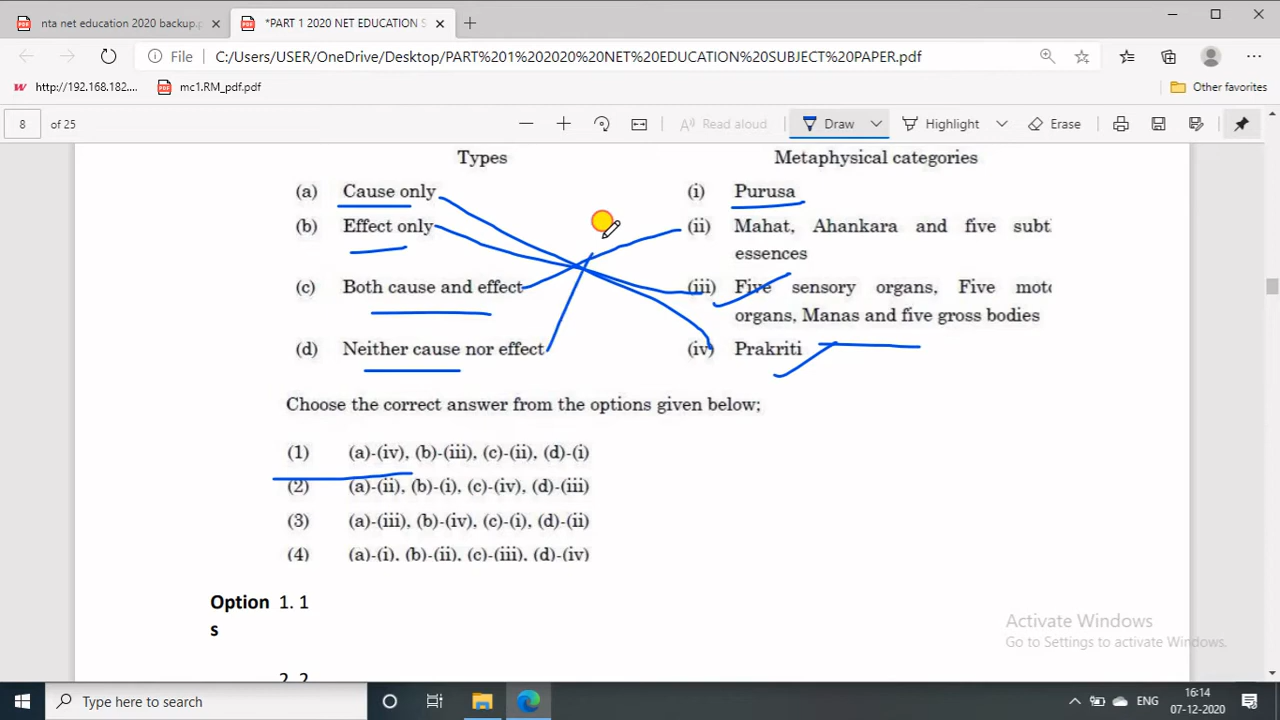 nta net education 2020 backup.p
*PART 1 2020 NET EDUCATION S
File
C:/Users/USER/OneDrive/Desktop/PART%201%202020%20NET%20EDUCATION%20SUBJECT%20PAPER.pdf
http://192.168.182....
mc1.RM_pdf.pdf
Other favorites
8 of 25
Read aloud
Draw
Highlight
Erase
Types Metaphysical categories
(a) Cause only (i) Purusa
(b) Effect only (ii) Mahat, Ahankara and five subt
essences
(c) Both cause and effect (iii) Five sensory organs, Five moto
organs, Manas and five gross bodies
(d) Neither cause nor effect (iv) Prakriti
Choose the correct answer from the options given below;
(1) (a)-(iv), (b)-(iii), (c)-(ii), (d)-(i)
(2) (a)-(ii), (b)-(i), (c)-(iv), (d)-(iii)
(3) (a)-(iii), (b)-(iv), (c)-(i), (d)-(ii)
(4) (a)-(i), (b)-(ii), (c)-(iii), (d)-(iv)
Option 1. 1
s
2. 2
Activate Windows
Go to Settings to activate Windows.
Type here to search
ENG
16:14
07-12-2020